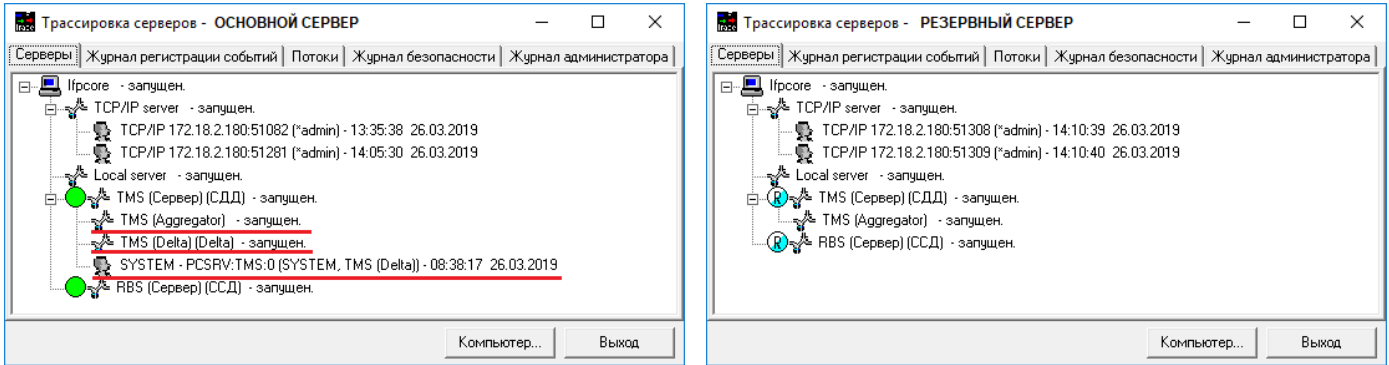 Trace
Трассировка серверов - ОСНОВНОЙ СЕРВЕР
Серверы Журнал регистрации событий Потоки Журнал безопасности Журнал администратора
Ifpcore - запущен.
TCP/IP server - запущен.
TCP/IP 172.18.2.180:51082 (*admin) - 13:35:38 26.03.2019
TCP/IP 172.18.2.180:51281 (*admin) - 14:05:30 26.03.2019
Local server - запущен.
TMS (Сервер) (СДД) - запущен.
TMS (Aggregator) - запущен.
TMS (Delta) (Delta) - запущен.
SYSTEM - PCSRV:TMS:0 (SYSTEM, TMS (Delta)) - 08:38:17 26.03.2019
RBS (Сервер) (ССД) - запущен.
Компьютер... Выход
Trace
Трассировка серверов - РЕЗЕРВНЫЙ СЕРВЕР
Серверы Журнал регистрации событий Потоки Журнал безопасности Журнал администратора
Ifpcore - запущен.
TCP/IP server - запущен.
TCP/IP 172.18.2.180:51308 (*admin) - 14:10:39 26.03.2019
TCP/IP 172.18.2.180:51309 (*admin) - 14:10:40 26.03.2019
Local server - запущен.
R TMS (Сервер) (СДД) - запущен.
TMS (Aggregator) - запущен.
R RBS (Сервер) (ССД) - запущен.
Компьютер... Выход